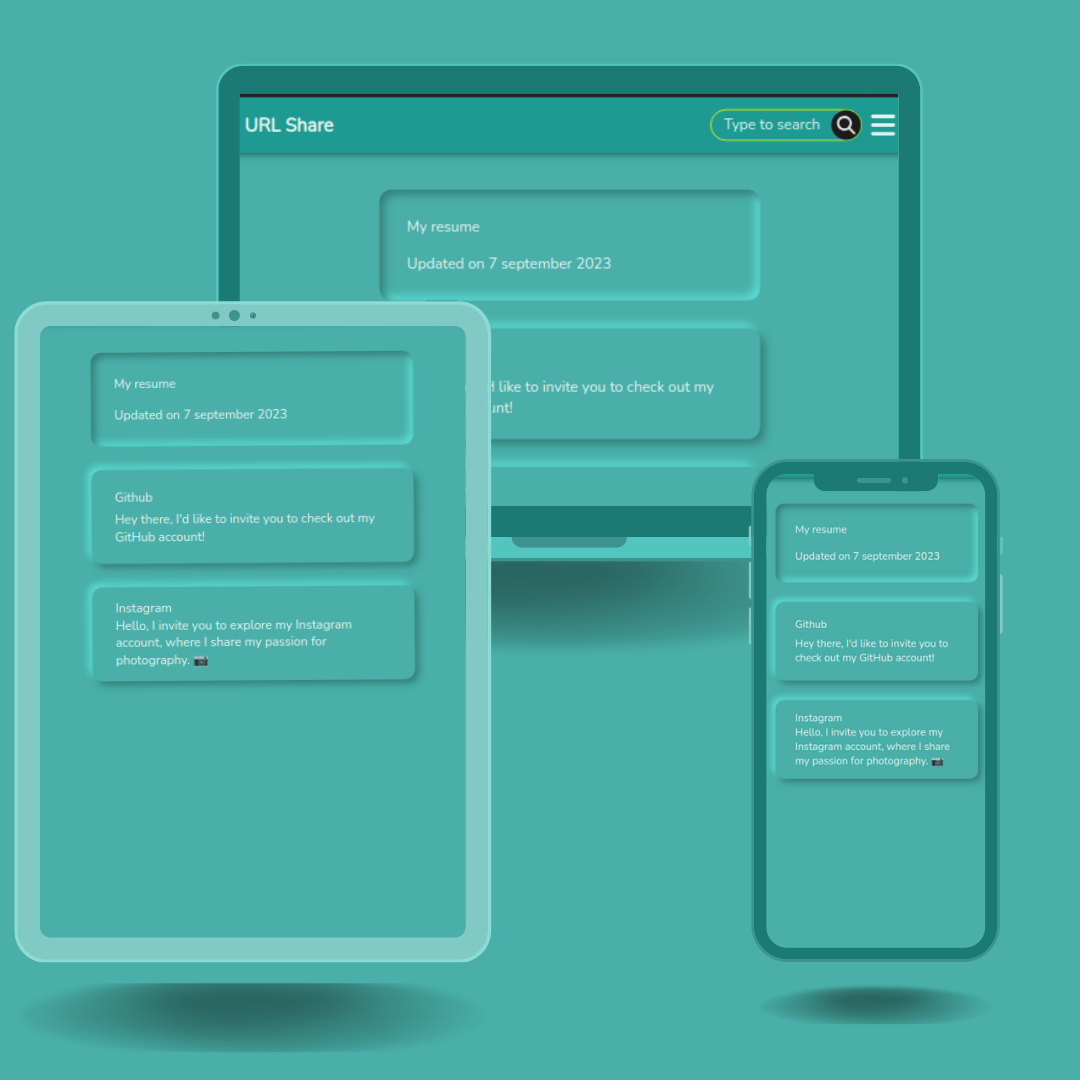 URL Share
Type to search
My resume
Updated on 7 september 2023
like to invite you to check out my
My resume
Updated on 7 september 2023
Github
Hey there, I'd like to invite you to check out my
GitHub account!
Instagram
Hello, I invite you to explore my Instagram
account, where I share my passion for
photography. 📷
My resume
Updated on 7 september 2023
Github
Hey there, I'd like to invite you to
check out my GitHub account!
Instagram
Hello, I invite you to explore my
Instagram account, where I share
my passion for photography. 📷